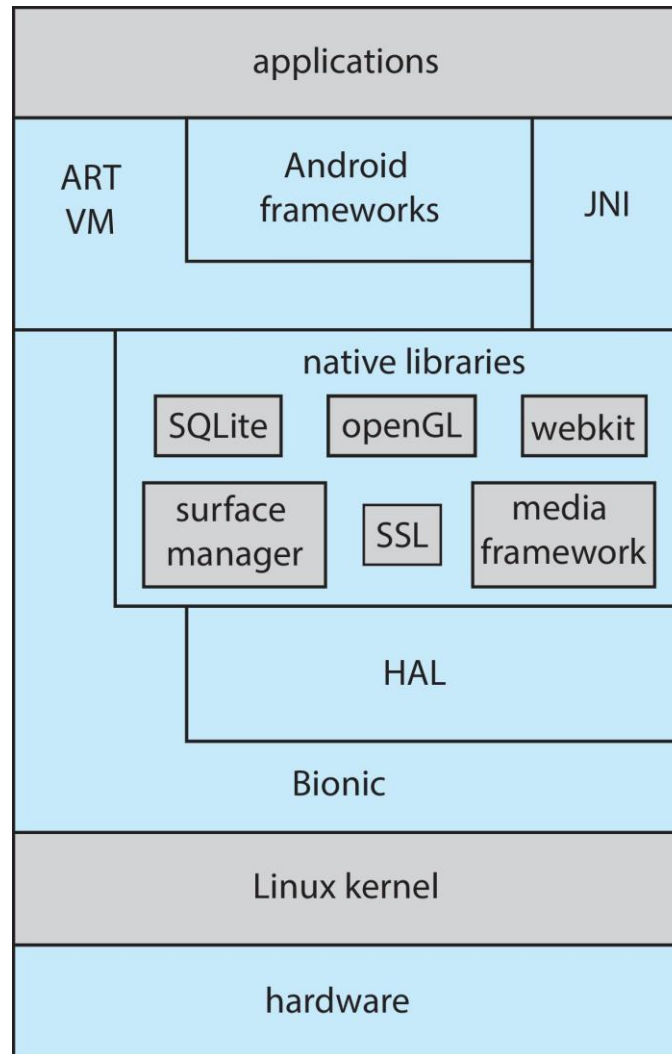 applications
ART
VM
Android
frameworks
JNI
native libraries
SQLite
openGL
webkit
surface
manager
SSL
media
framework
HAL
Bionic
Linux kernel
hardware